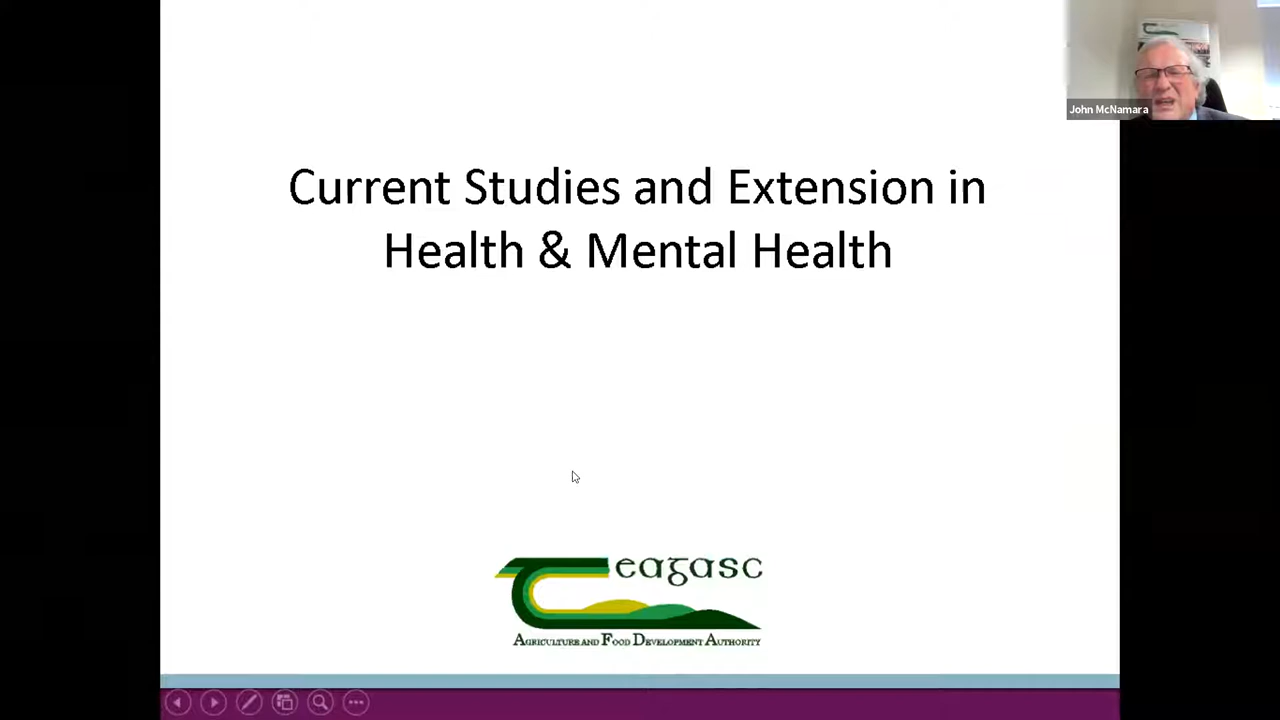 John McNamara
Current Studies and Extension in
Health & Mental Health
Teagasc
AGRICULTURE AND FOOD DEVELOPMENT AUTHORITY